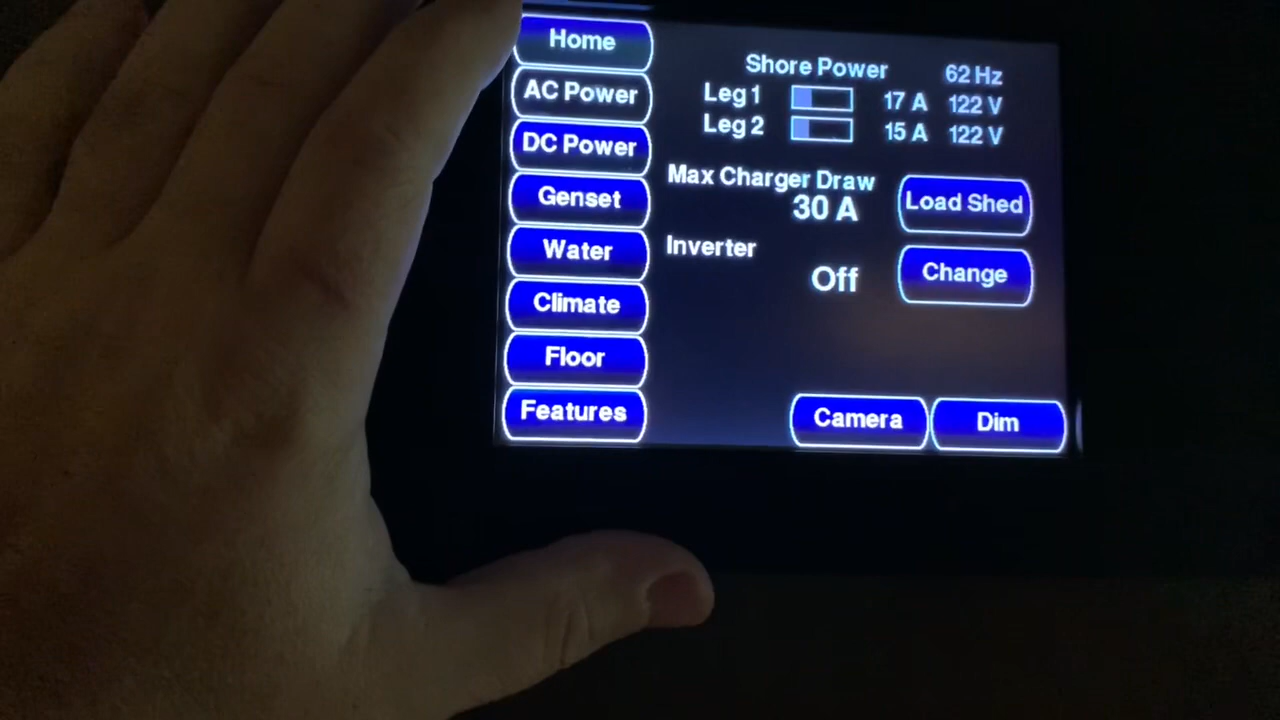 Home
AC Power
DC Power
Genset
Water
Climate
Floor
Features
Shore Power 62 Hz
Leg 1 17 A 122 V
Leg 2 15 A 122 V
Max Charger Draw
30 A
Load Shed
Inverter
Off
Change
Camera
Dim